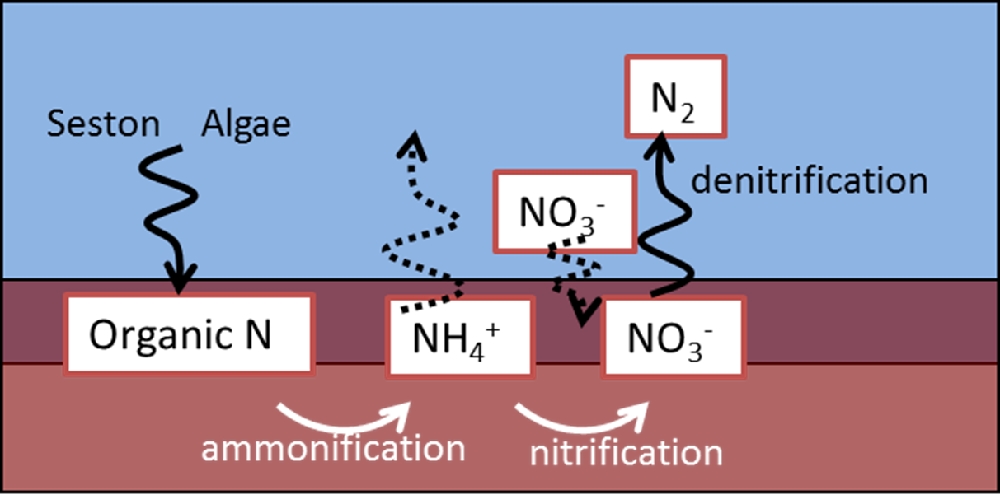 N₂
Seston Algae
denitrification
NO₃⁻
Organic N
NH₄⁺
NO₃⁻
ammonification
nitrification